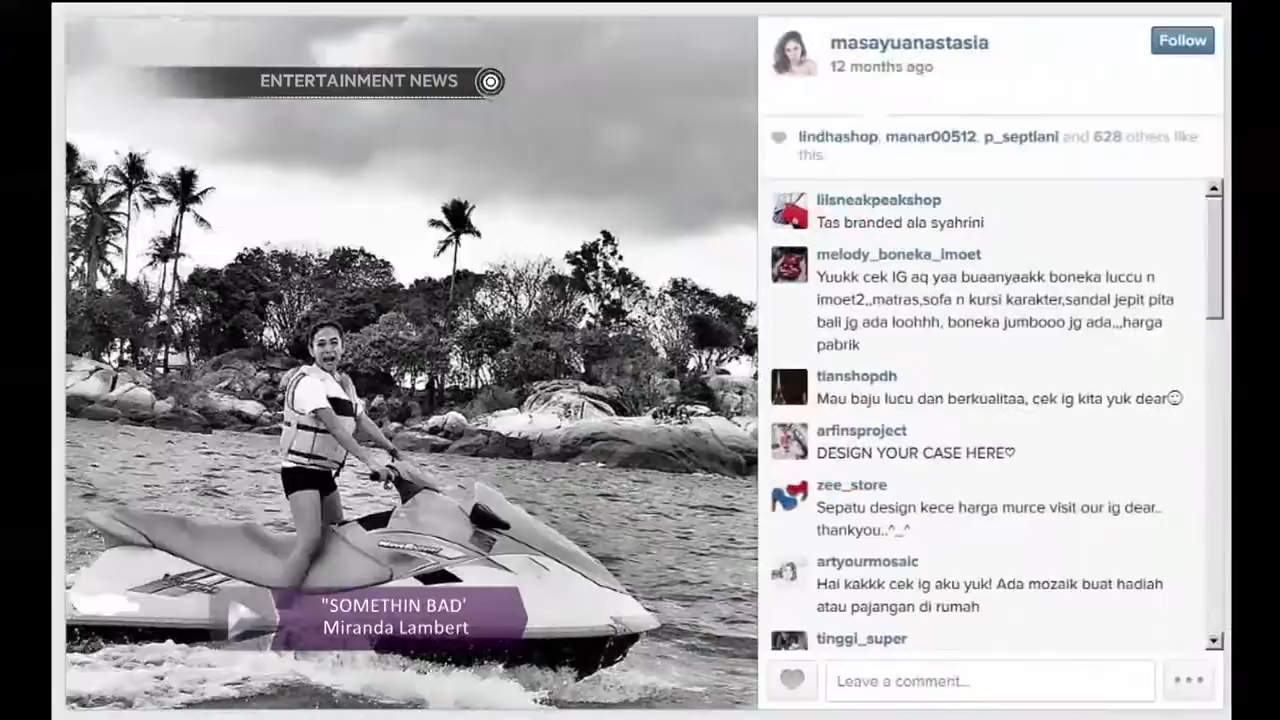 ENTERTAINMENT NEWS
"SOMETHIN BAD'
Miranda Lambert
masayuanastasia
12 months ago
Follow
lindhashop, manar00512, p_septiani and 628 others like
this.
lilsneakpeakshop
Tas branded ala syahrini
melody_boneka_imoet
Yuukk cek IG aq yaa buaanyaakk boneka luccu n
imoet2,,matras,sofa n kursi karakter,sandal jepit pita
bali jg ada loohhh, boneka jumbooo jg ada,,,harga
pabrik
tianshopdh
Mau baju lucu dan berkualitaa, cek ig kita yuk dear☺
arfinsproject
DESIGN YOUR CASE HERE♡
zee_store
Sepatu design kece harga murce visit our ig dear..
thankyou..^_^
artyourmosaic
Hai kakkk cek ig aku yuk! Ada mozaik buat hadiah
atau pajangan di rumah
tinggi_super
Leave a comment...